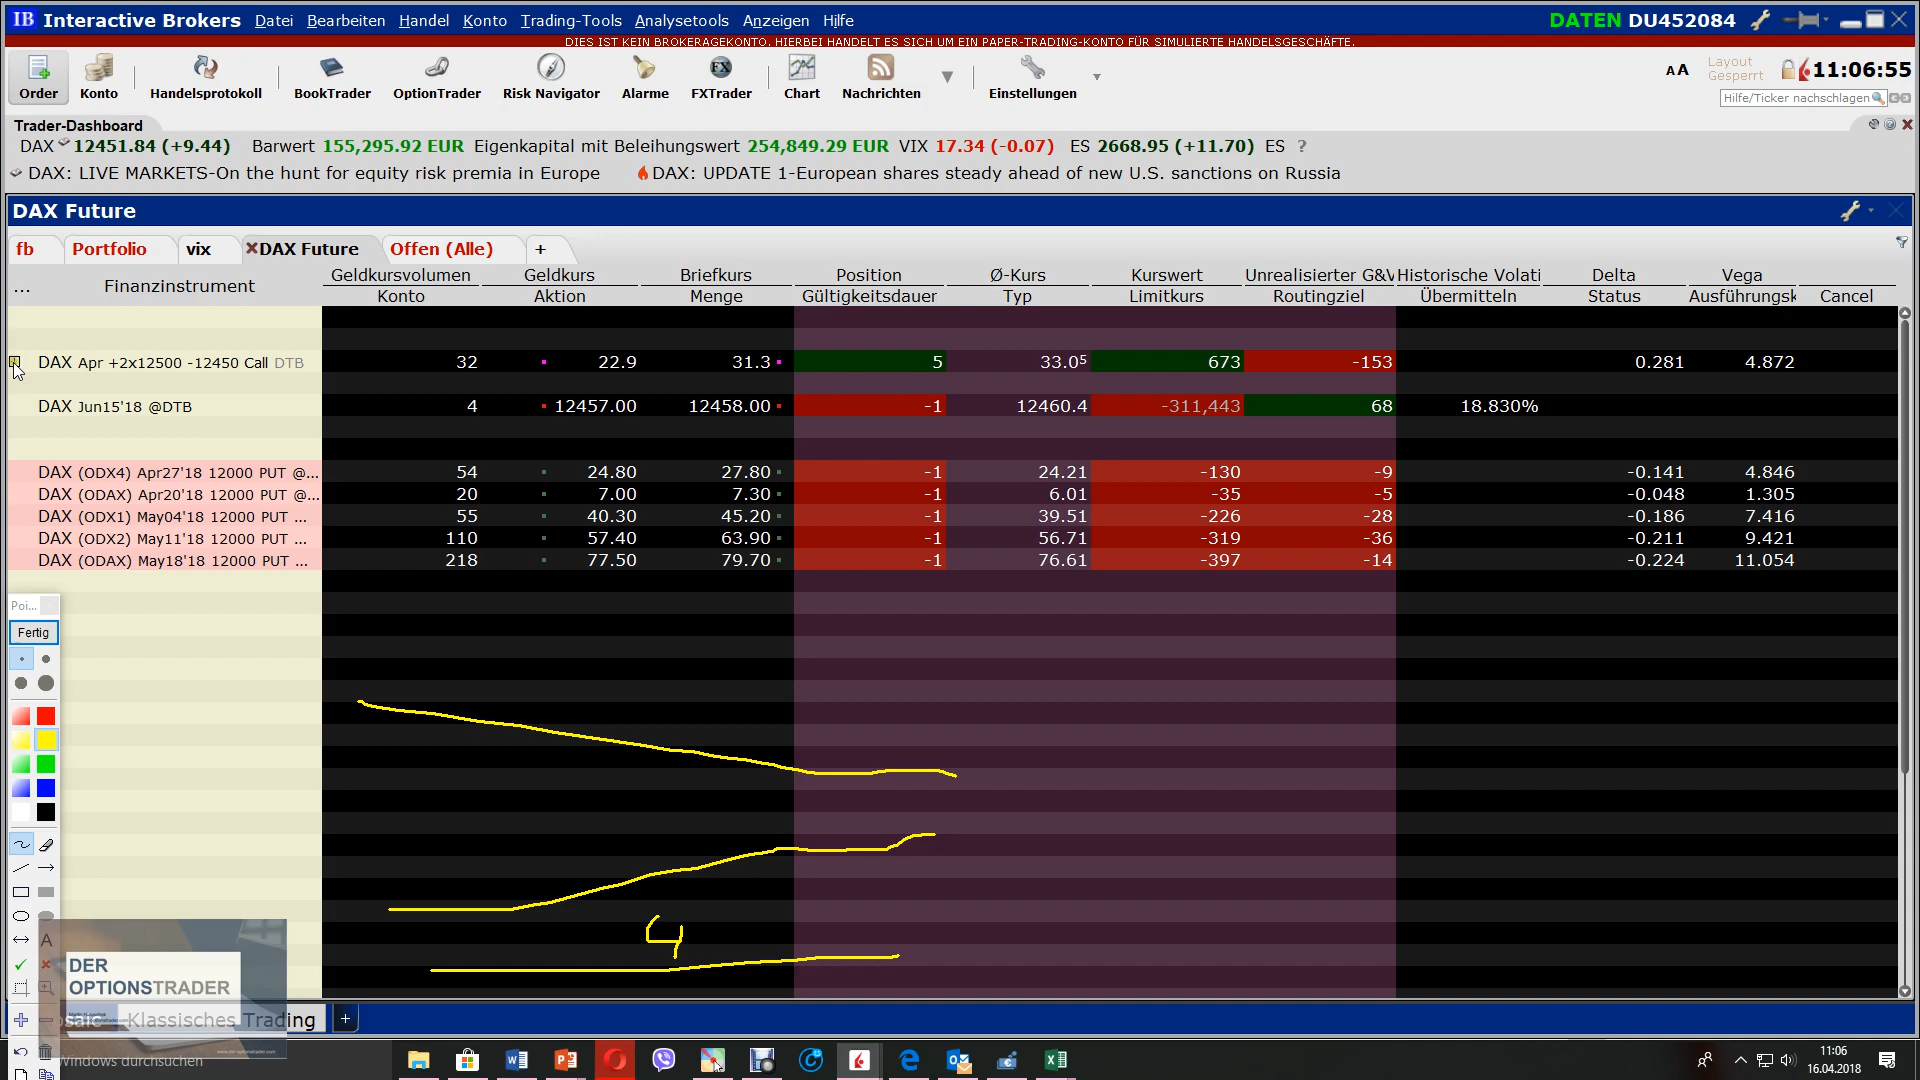 IB Interactive Brokers Datei Bearbeiten Handel Konto Trading-Tools Analysetools Anzeigen Hilfe DATEN DU452084
DIES IST KEIN BROKERAGEKONTO. HIERBEI HANDELT ES SICH UM EIN PAPER-TRADING-KONTO FÜR SIMULIERTE HANDELSGESCHÄFTE.
Order Konto Handelsprotokoll BookTrader OptionTrader Risk Navigator Alarme FX FXTrader Chart Nachrichten Einstellungen AA Layout Gesperrt 11:06:55
Hilfe/Ticker nachschlagen
Trader-Dashboard
DAX 12451.84 (+9.44) Barwert 155,295.92 EUR Eigenkapital mit Beleihungswert 254,849.29 EUR VIX 17.34 (-0.07) ES 2668.95 (+11.70) ES ?
DAX: LIVE MARKETS-On the hunt for equity risk premia in Europe DAX: UPDATE 1-European shares steady ahead of new U.S. sanctions on Russia
DAX Future
fb Portfolio vix DAX Future Offen (Alle) +
... Finanzinstrument
Geldkursvolumen Geldkurs Briefkurs Position Ø-Kurs Kurswert Unrealisierter G&V Historische Volati Delta Vega
Konto Aktion Menge Gültigkeitsdauer Typ Limitkurs Routingziel Übermitteln Status Ausführungsk Cancel
DAX Apr +2x12500 -12450 Call DTB 32 22.9 31.3 5 33.05 673 -153 0.281 4.872
DAX Jun15'18 @DTB 4 12457.00 12458.00 -1 12460.4 -311,443 68 18.830%
DAX (ODX4) Apr27'18 12000 PUT @... 54 24.80 27.80 -1 24.21 -130 -9 -0.141 4.846
DAX (ODAX) Apr20'18 12000 PUT @... 20 7.00 7.30 -1 6.01 -35 -5 -0.048 1.305
DAX (ODX1) May04'18 12000 PUT ... 55 40.30 45.20 -1 39.51 -226 -28 -0.186 7.416
DAX (ODX2) May11'18 12000 PUT ... 110 57.40 63.90 -1 56.71 -319 -36 -0.211 9.421
DAX (ODAX) May18'18 12000 PUT ... 218 77.50 79.70 -1 76.61 -397 -14 -0.224 11.054
Poi...
Fertig
4
A
DER
OPTIONSTRADER
Klassisches Trading +
Windows durchsuchen
11:06
16.04.2018